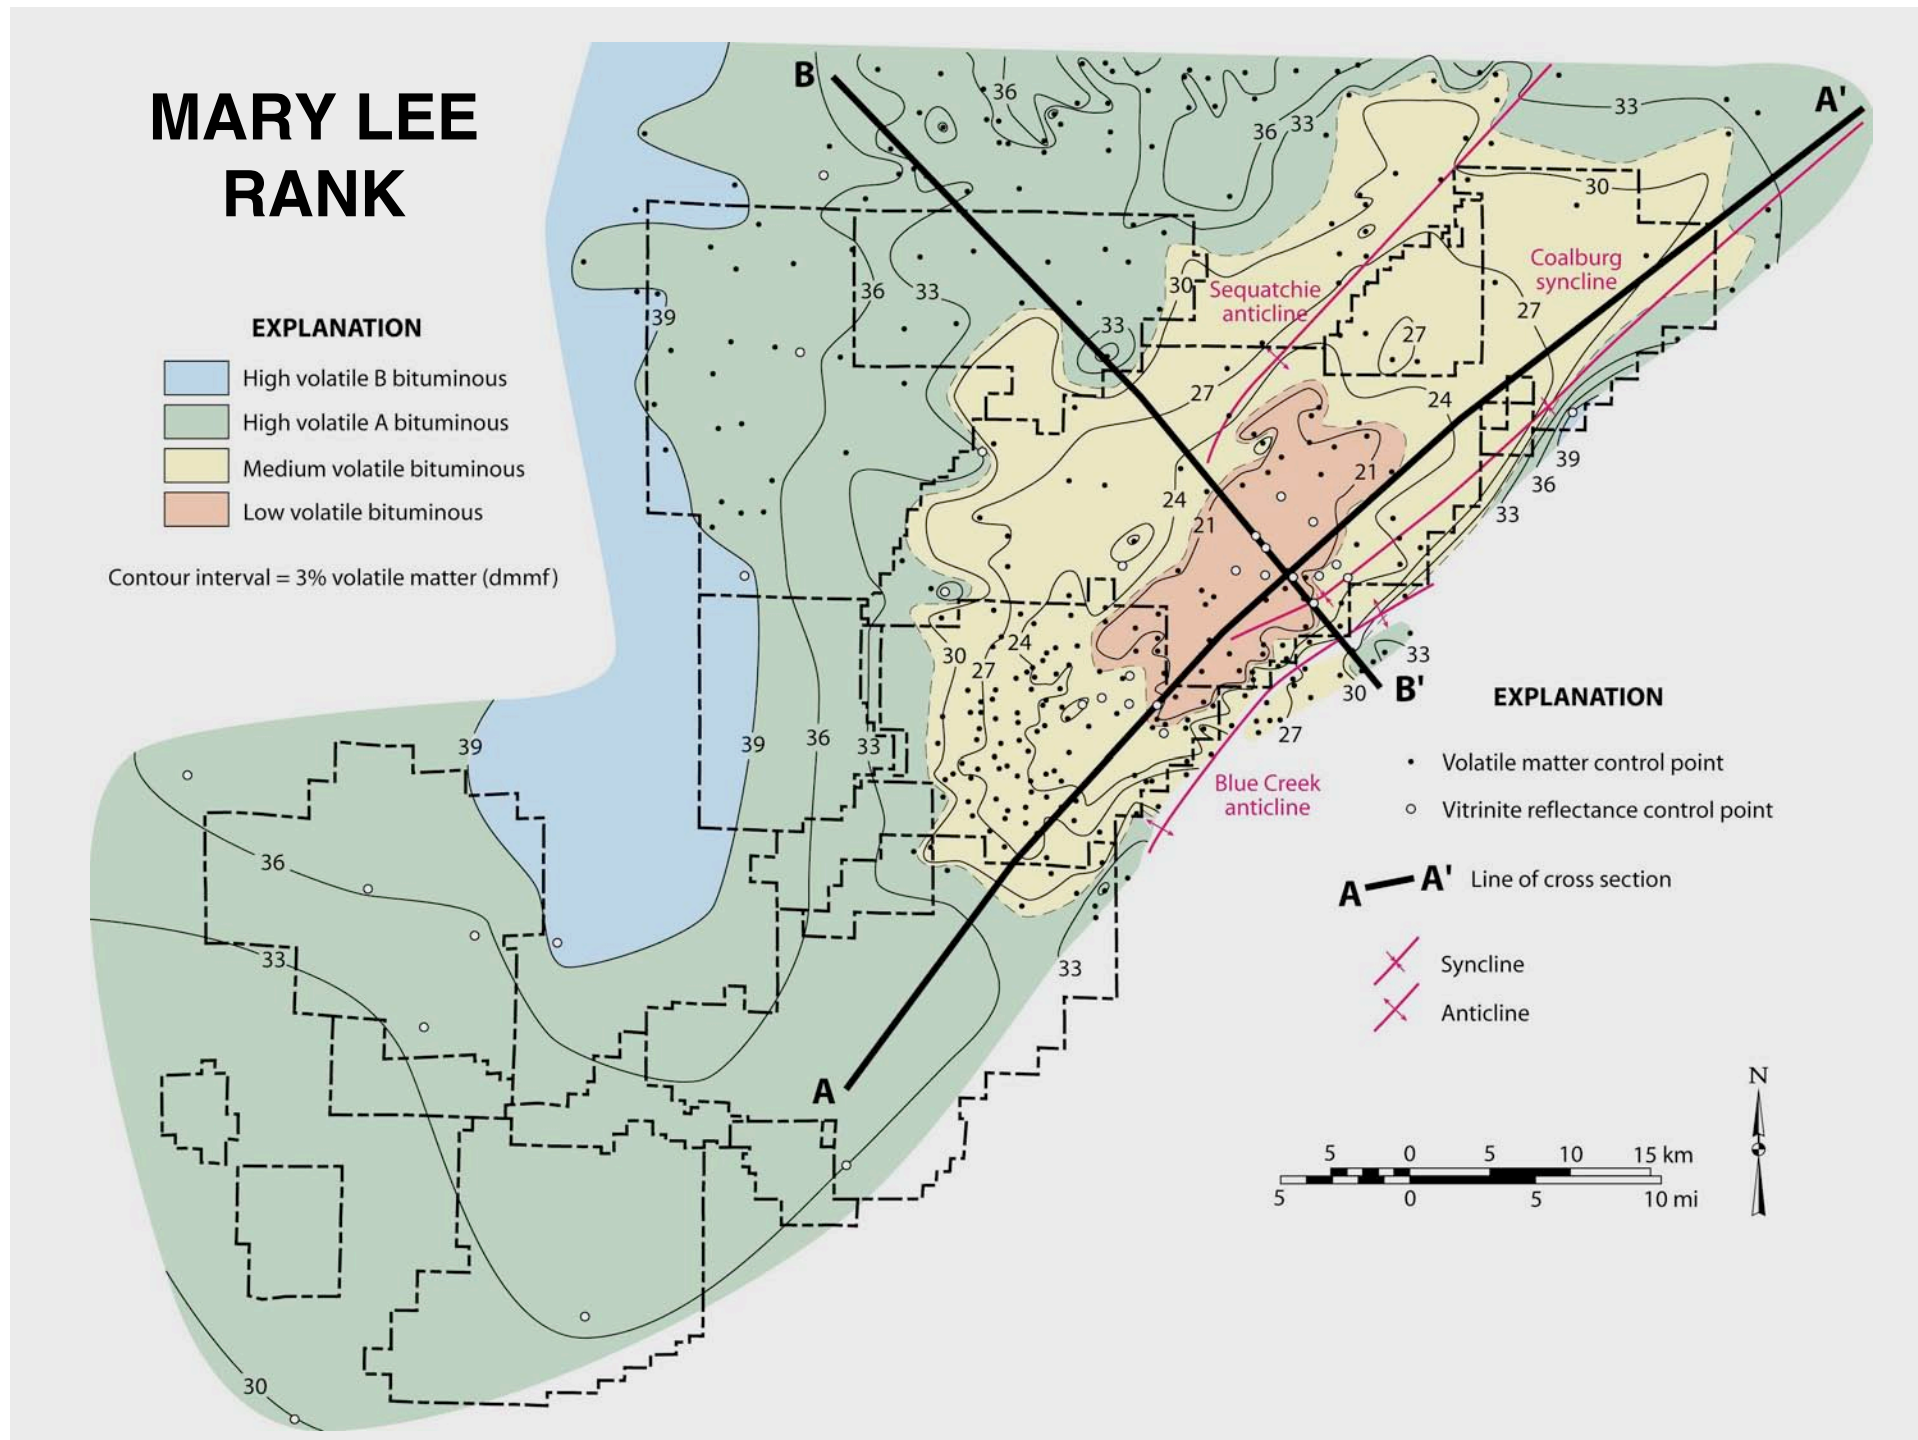 MARY LEE
RANK
EXPLANATION
High volatile B bituminous
High volatile A bituminous
Medium volatile bituminous
Low volatile bituminous
Contour interval = 3% volatile matter (dmmf)
B
A'
36
33
36
33
30
Coalburg
syncline
Sequatchie
anticline
30
36
33
39
33
27
27
27
24
39
21
36
24
21
33
24
30
27
33
30
B'
27
39
39
36
33
Blue Creek
anticline
36
33
33
A
30
EXPLANATION
Volatile matter control point
Vitrinite reflectance control point
A A' Line of cross section
Syncline
Anticline
N
5 0 5 10 15 km
5 0 5 10 mi